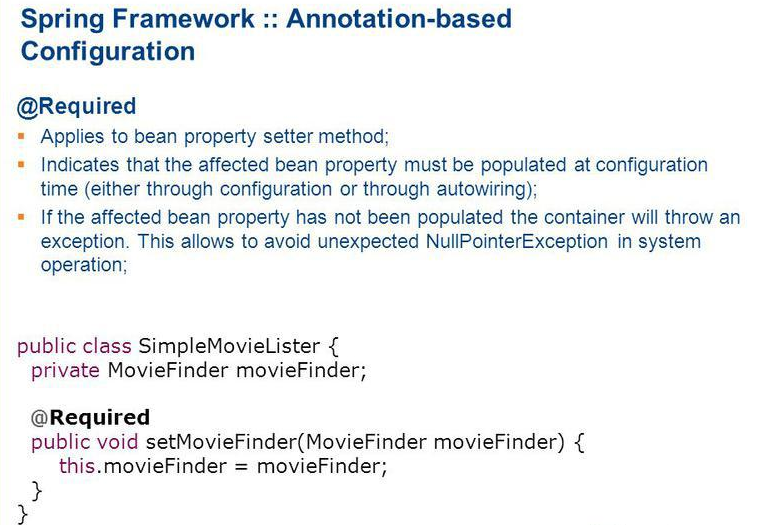 Spring Framework :: Annotation-based
Configuration
@Required
▪ Applies to bean property setter method;
▪ Indicates that the affected bean property must be populated at configuration
time (either through configuration or through autowiring);
▪ If the affected bean property has not been populated the container will throw an
exception. This allows to avoid unexpected NullPointerException in system
operation;
public class SimpleMovieLister {
private MovieFinder movieFinder;
@Required
public void setMovieFinder(MovieFinder movieFinder) {
this.movieFinder = movieFinder;
}
}